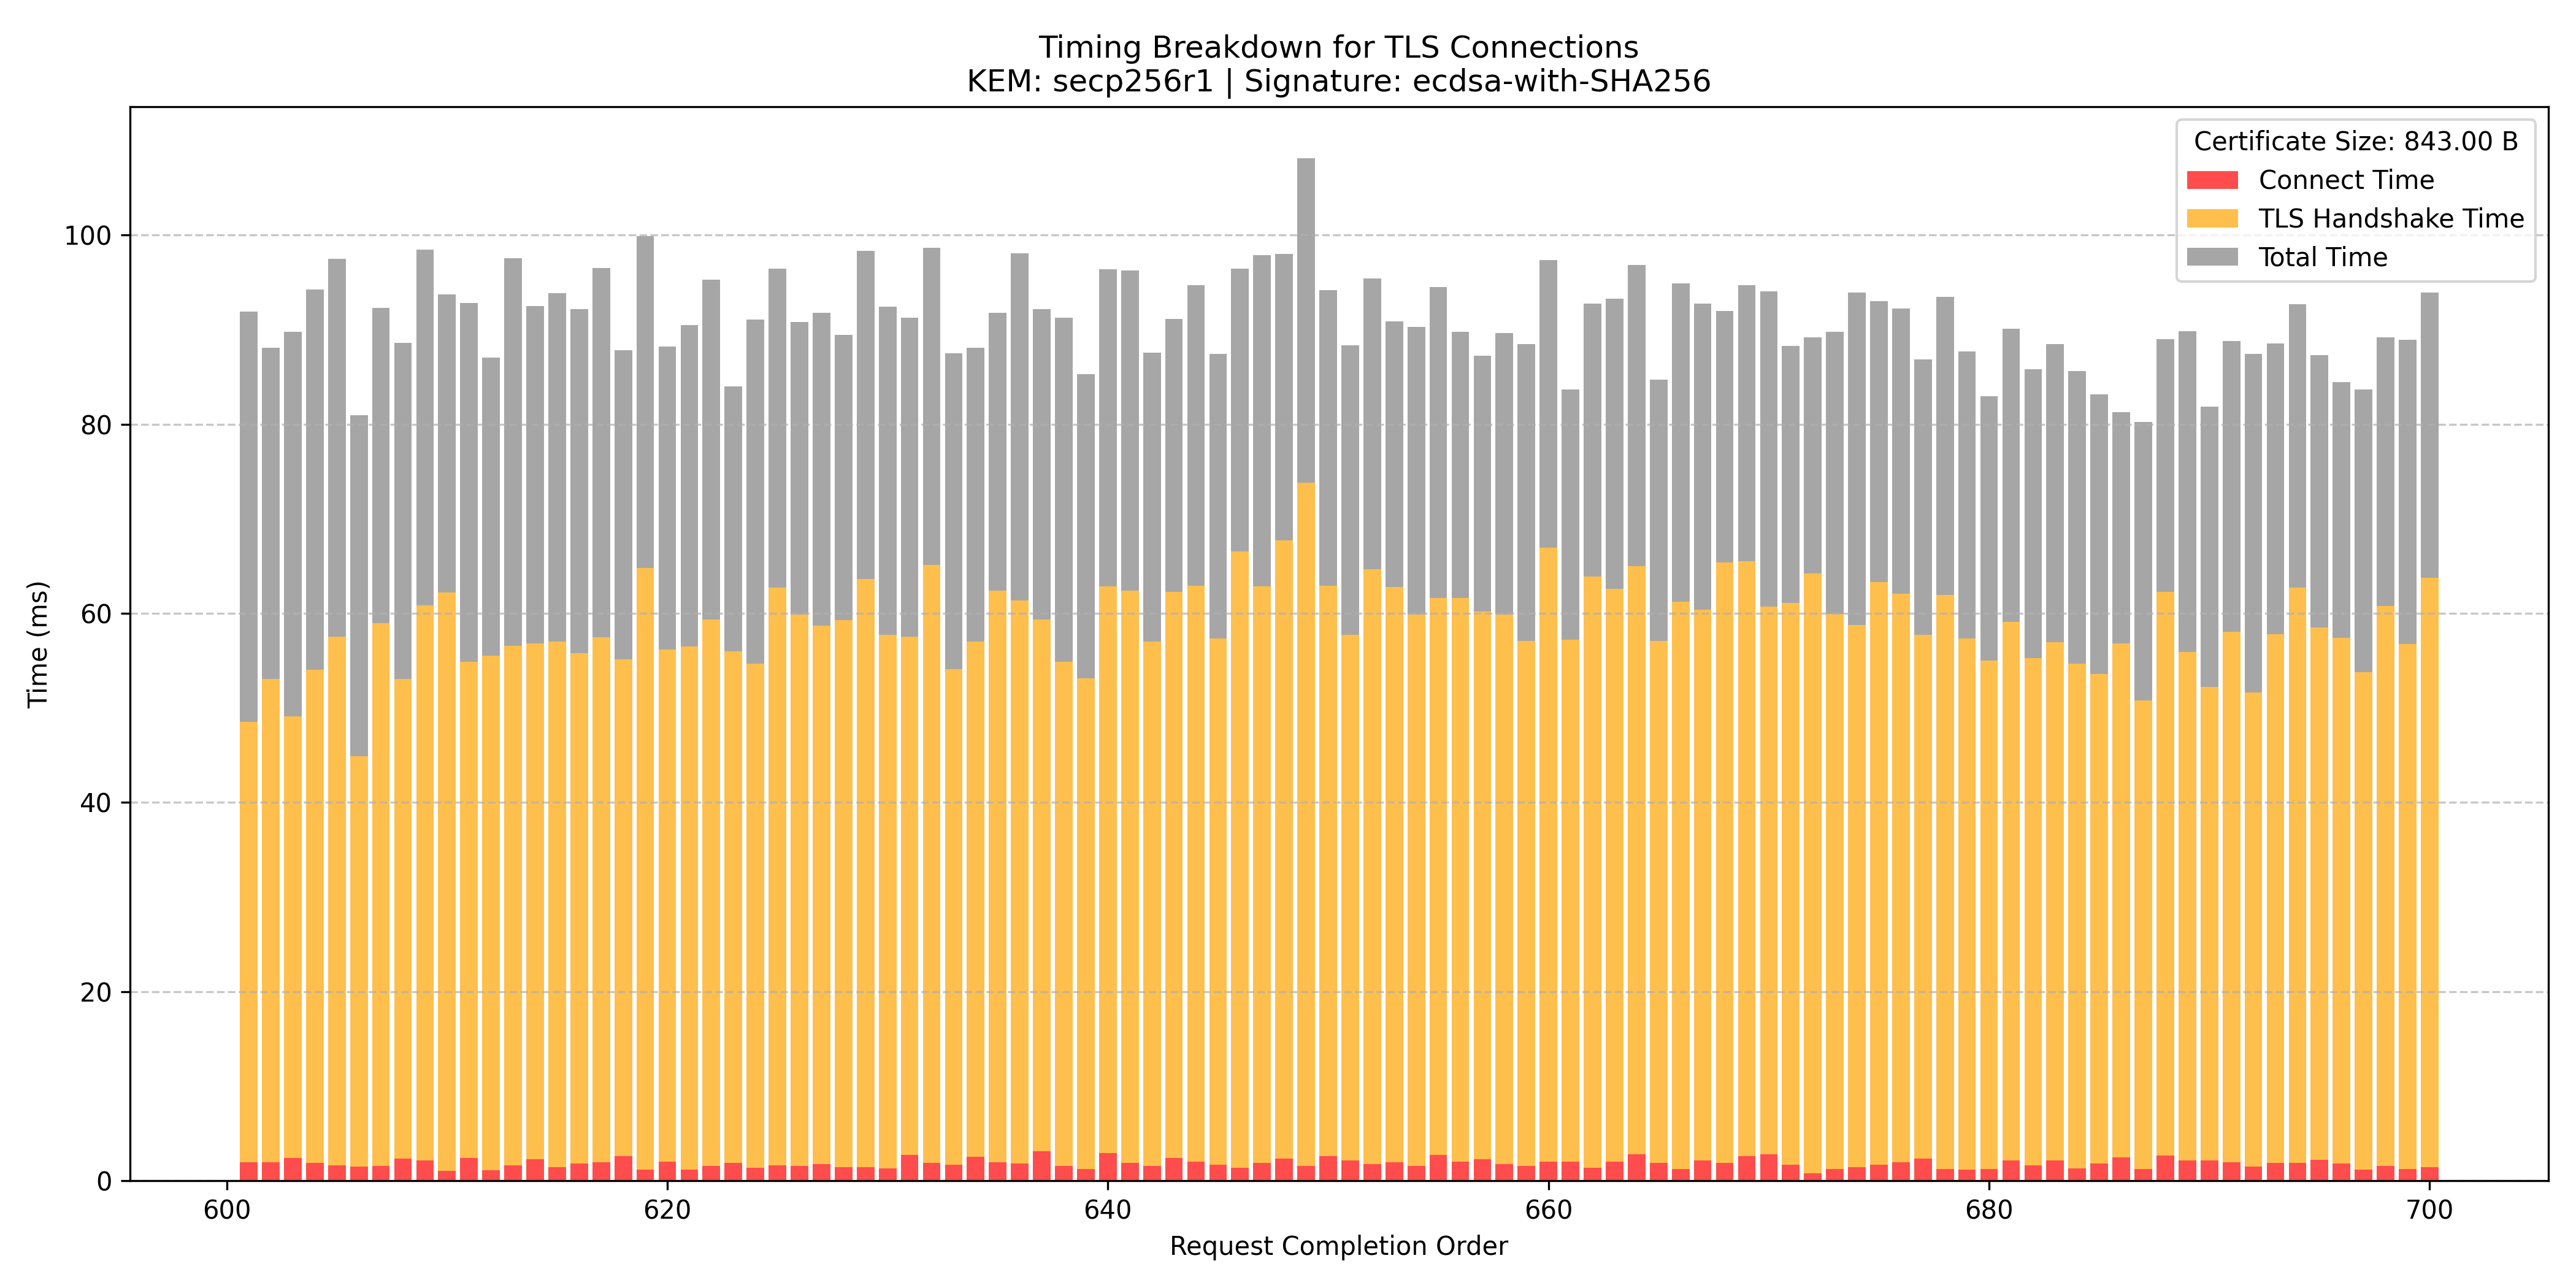 Timing Breakdown for TLS Connections
KEM: secp256r1 | Signature: ecdsa-with-SHA256
Certificate Size: 843.00 B
Connect Time
TLS Handshake Time
Total Time
Time (ms)
100
80
60
40
20
0
600 620 640 660 680 700
Request Completion Order